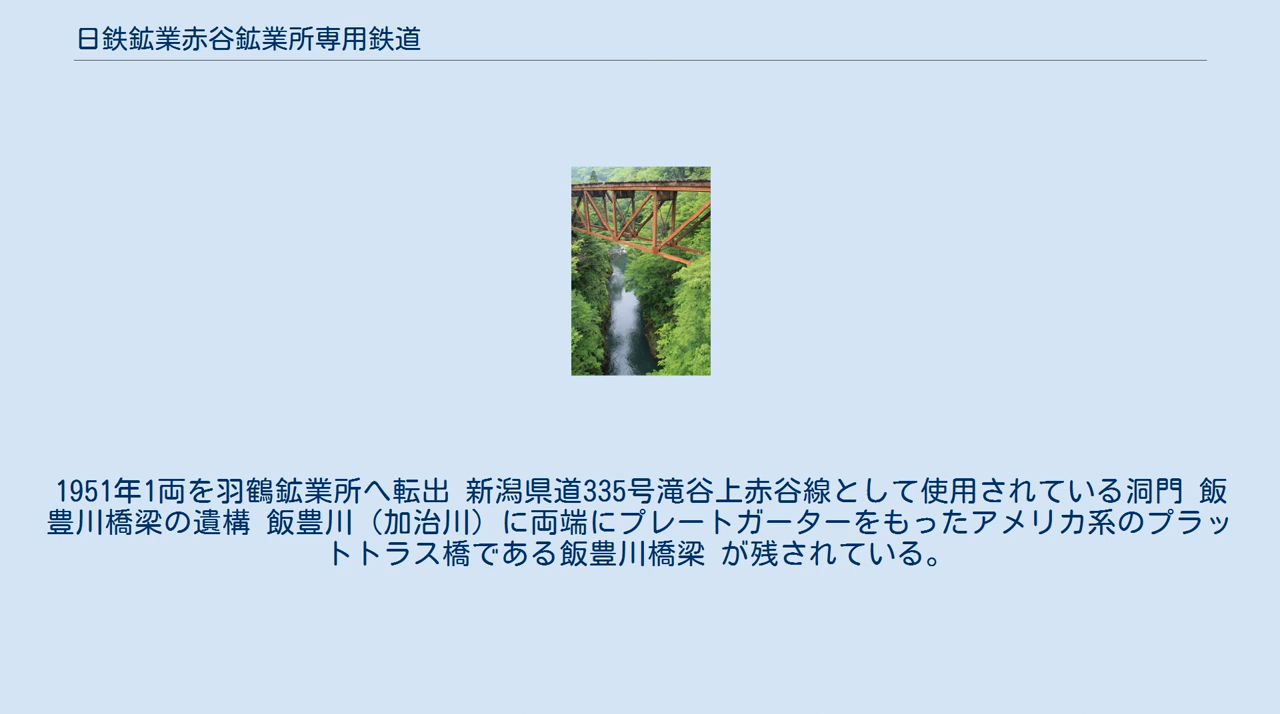 日鉄鉱業赤谷鉱業所専用鉄道
1951年1両を羽鶴鉱業所へ転出 新潟県道335号滝谷上赤谷線として使用されている洞門 飯
豊川橋梁の遺構 飯豊川（加治川）に両端にプレートガーターをもったアメリカ系のプラッ
トトラス橋である飯豊川橋梁 が残されている。